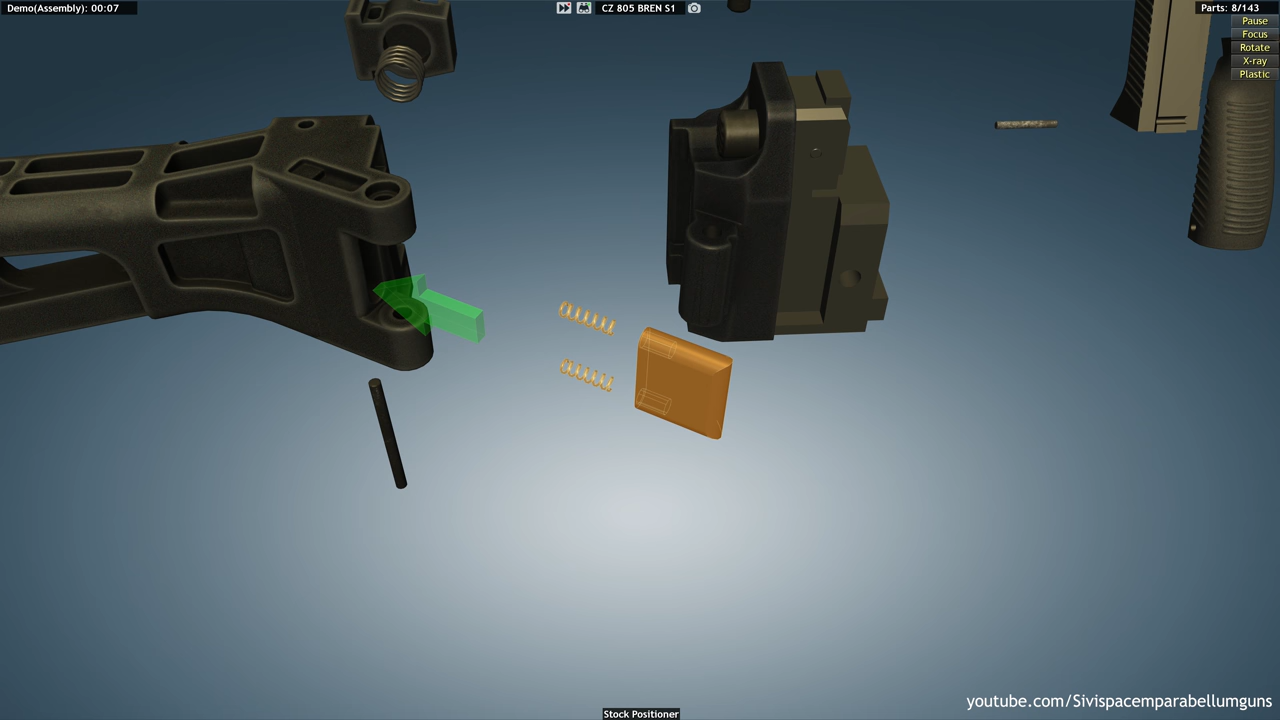 Demo(Assembly): 00:07
CZ 805 BREN S1
Parts: 8/143
Pause
Focus
Rotate
X-ray
Plastic
youtube.com/Sivispacemparabellumguns
Stock Positioner